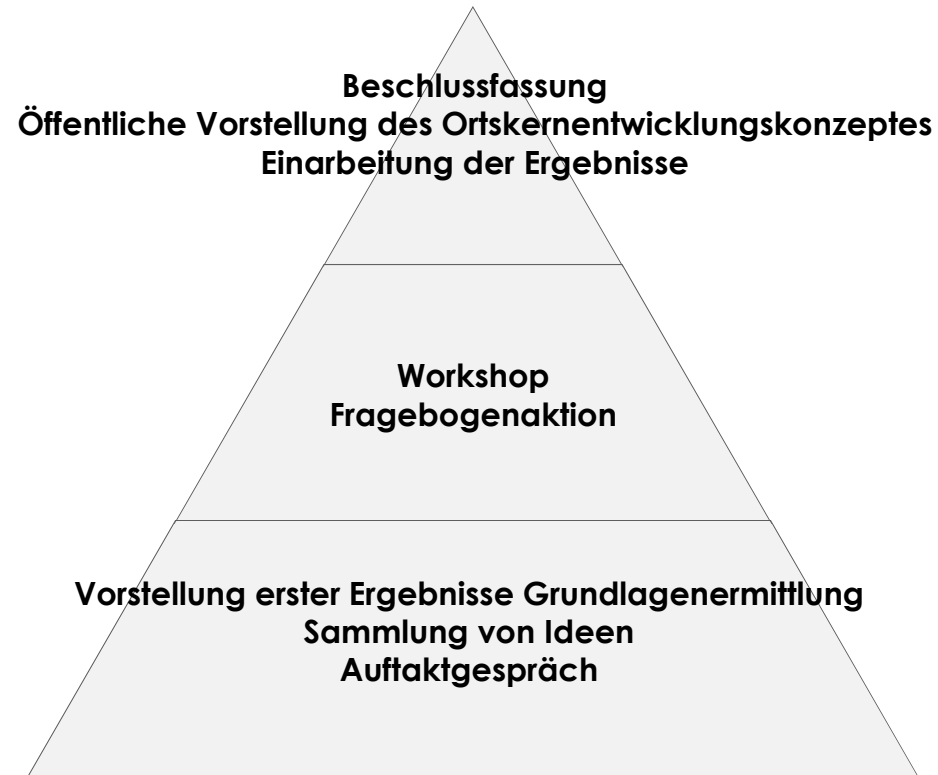 Beschlussfassung
Öffentliche Vorstellung des Ortskernentwicklungskonzeptes
Einarbeitung der Ergebnisse
Workshop
Fragebogenaktion
Vorstellung erster Ergebnisse Grundlagenermittlung
Sammlung von Ideen
Auftaktgespräch